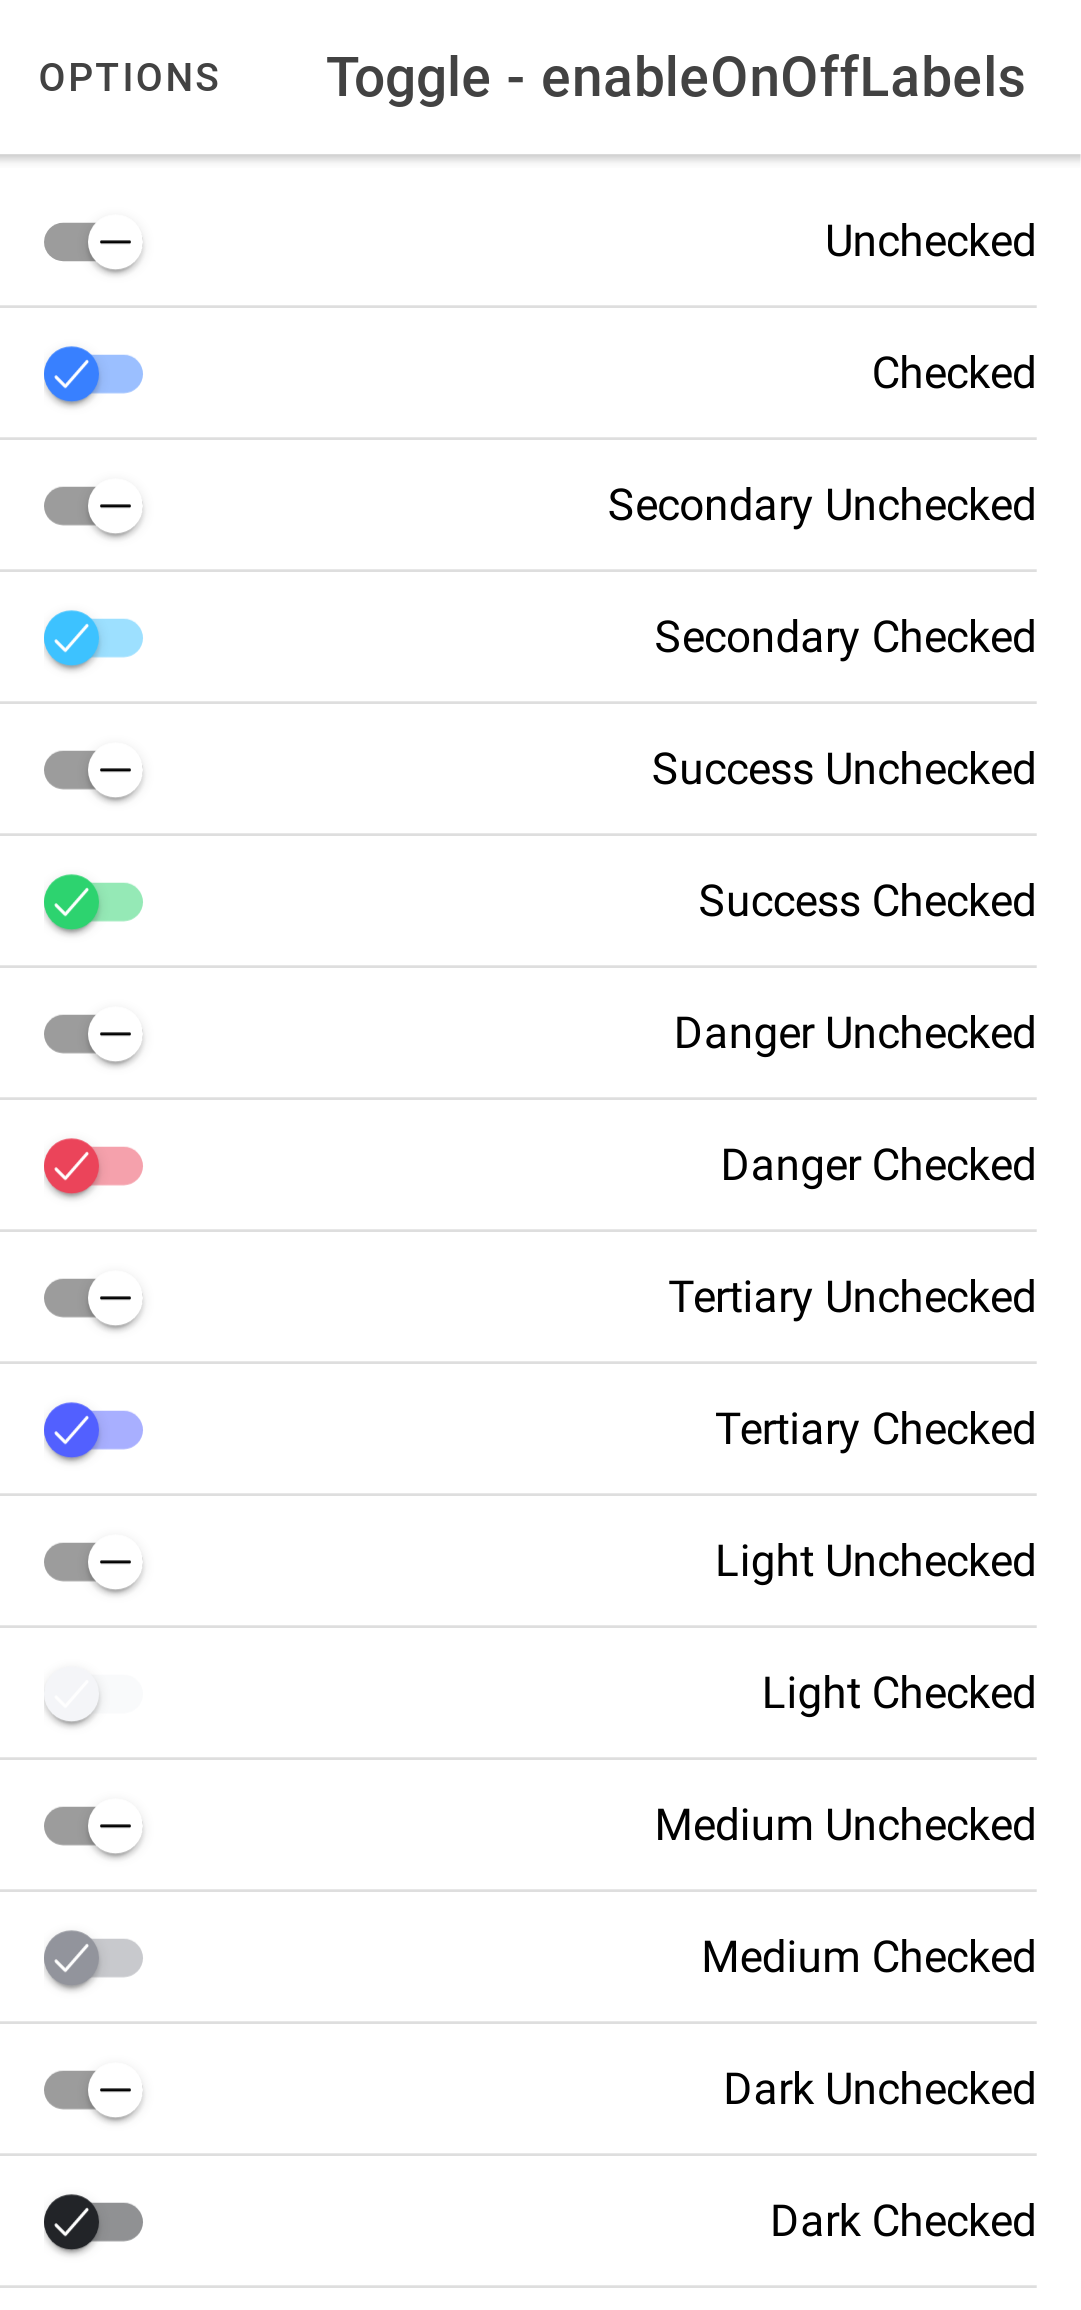 OPTIONS
Toggle - enableOnOffLabels
Unchecked
Checked
Secondary Unchecked
Secondary Checked
Success Unchecked
Success Checked
Danger Unchecked
Danger Checked
Tertiary Unchecked
Tertiary Checked
Light Unchecked
Light Checked
Medium Unchecked
Medium Checked
Dark Unchecked
Dark Checked